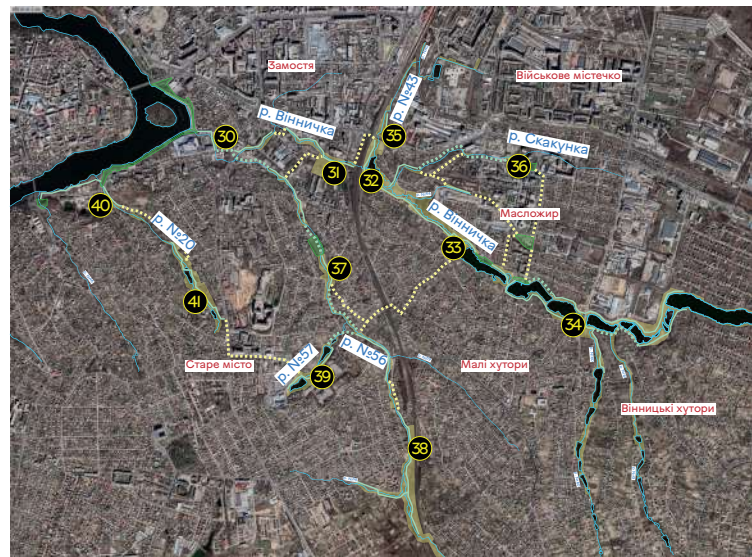 Замостя
Військове містечко
р. №43
р. Вінничка
30
35
р. Скакунка
31
36
32
40
Масложир
р. Вінничка
р. №20
33
37
41
34
р. №57
р. №56
Старе місто
Малі хутори
39
Вінницькі хутори
38